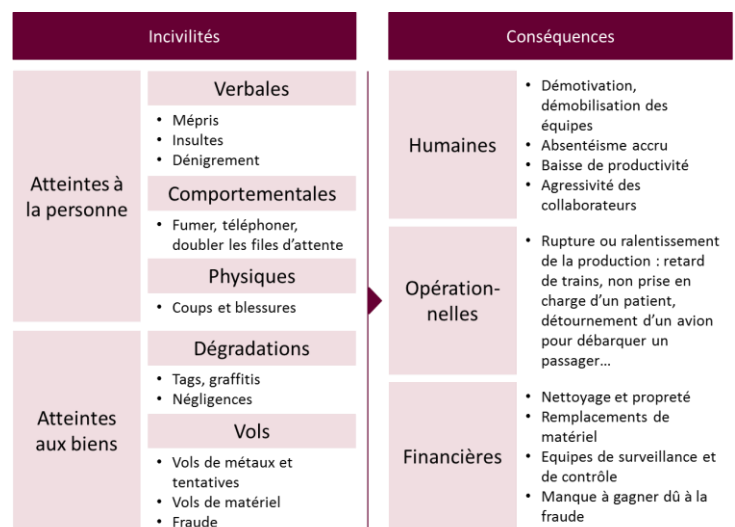 Incivilités
Atteintes à
la personne
Verbales
• Mépris
• Insultes
• Dénigrement
Comportementales
• Fumer, téléphoner,
doubler les files d'attente
Physiques
• Coups et blessures
Atteintes
aux biens
Dégradations
• Tags, graffitis
• Négligences
Vols
• Vols de métaux et
tentatives
• Vols de matériel
• Fraude
Conséquences
Humaines
• Démotivation,
démobilisation des
équipes
• Absentéisme accru
• Baisse de productivité
• Agressivité des
collaborateurs
Opération-
nelles
• Rupture ou ralentissement
de la production : retard
de trains, non prise en
charge d'un patient,
détournement d'un avion
pour débarquer un
passager...
Financières
• Nettoyage et propreté
• Remplacements de
matériel
• Equipes de surveillance et
de contrôle
• Manque à gagner dû à la
fraude